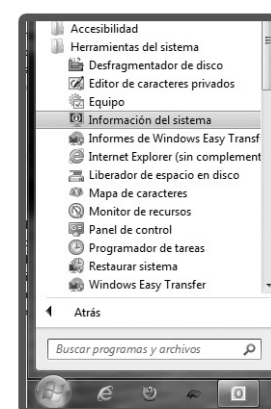 Accesibilidad
Herramientas del sistema
Desfragmentador de disco
Editor de caracteres privados
Equipo
Información del sistema
Informes de Windows Easy Transf
Internet Explorer (sin complement
Liberador de espacio en disco
Mapa de caracteres
Monitor de recursos
Panel de control
Programador de tareas
Restaurar sistema
Windows Easy Transfer
Atrás
Buscar programas y archivos